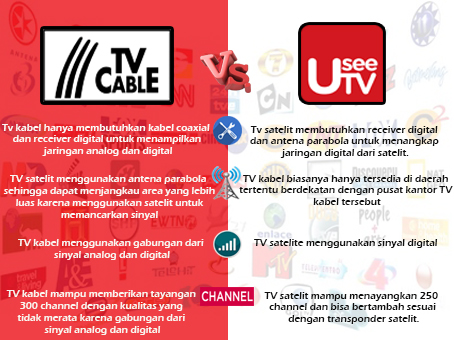 TV
CABLE
Vs.
see
U TV
Tv kabel hanya membutuhkan kabel coaxial
dan receiver digital untuk menampilkan
jaringan analog dan digital
Tv satelit membutuhkan receiver digital
dan antena parabola untuk menangkap
jaringan digital dari satelit.
TV satelit menggunakan antena parabola
sehingga dapat menjangkau area yang lebih
luas karena menggunakan satelit untuk
memancarkan sinyal
TV kabel biasanya hanya tersedia di daerah
tertentu berdekatan dengan pusat kantor TV
kabel tersebut
TV kabel menggunakan gabungan dari
sinyal analog dan digital
TV satelite menggunakan sinyal digital
TV kabel mampu memberikan tayangan
300 channel dengan kualitas yang
tidak merata karena gabungan dari
sinyal analog dan digital
CHANNEL
TV satelit mampu menayangkan 250
channel dan bisa bertambah sesuai
dengan transponder satelit.